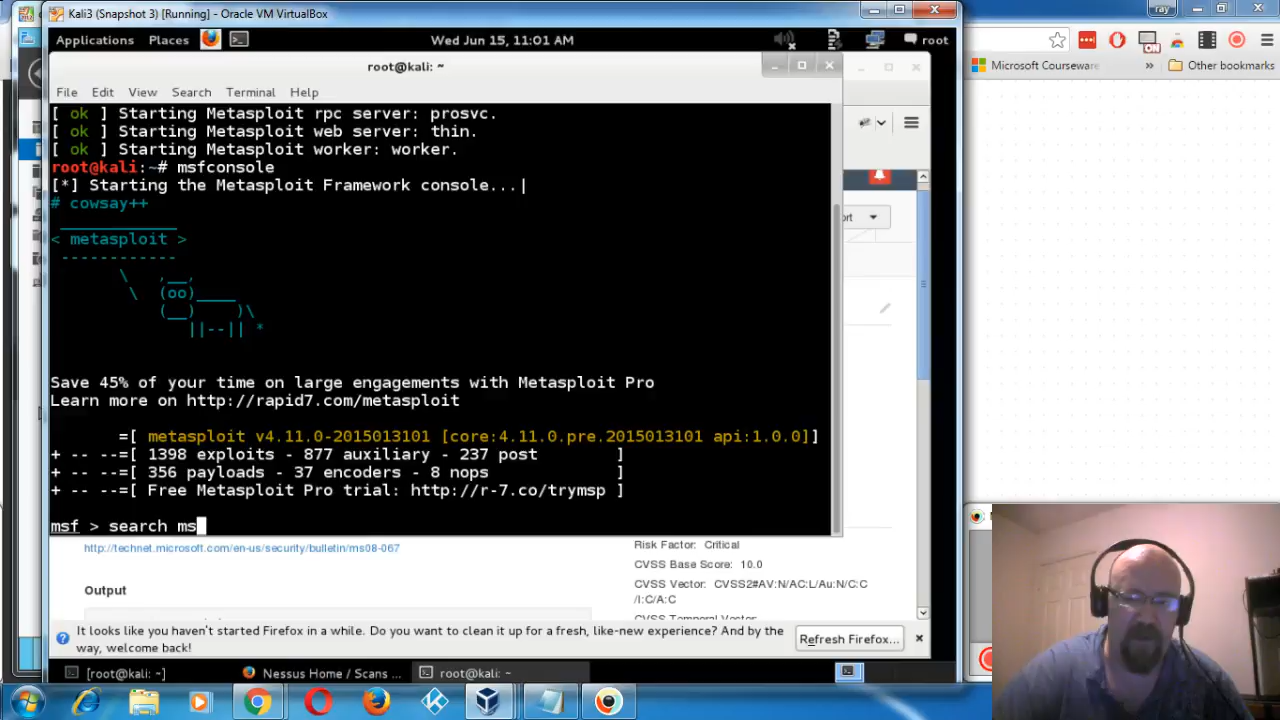 Kali3 (Snapshot 3) [Running] - Oracle VM VirtualBox
ray
Applications Places Wed Jun 15, 11:01 AM root
root@kali: ~
ON
Microsoft Courseware » Other bookmarks
File Edit View Search Terminal Help
[ ok ] Starting Metasploit rpc server: prosvc.
[ ok ] Starting Metasploit web server: thin.
[ ok ] Starting Metasploit worker: worker.
root@kali:~# msfconsole
[*] Starting the Metasploit Framework console...|
# cowsay++
____________
< metasploit >
------------
       \   ,__,
        \  (oo)____
           (__)    )\
              ||--|| *
ort
Save 45% of your time on large engagements with Metasploit Pro
Learn more on http://rapid7.com/metasploit
=[ metasploit v4.11.0-2015013101 [core:4.11.0.pre.2015013101 api:1.0.0]]
+ -- --=[ 1398 exploits - 877 auxiliary - 237 post ]
+ -- --=[ 356 payloads - 37 encoders - 8 nops ]
+ -- --=[ Free Metasploit Pro trial: http://r-7.co/trymsp ]
msf > search ms
http://technet.microsoft.com/en-us/security/bulletin/ms08-067
Output
Risk Factor: Critical
CVSS Base Score: 10.0
CVSS Vector: CVSS2#AV:N/AC:L/Au:N/C:C
/I:C/A:C
CVSS Temporal Vector:
It looks like you haven't started Firefox in a while. Do you want to clean it up for a fresh, like-new experience? And by the
way, welcome back!
Refresh Firefox...
[root@kali: ~]
Nessus Home / Scans ...
root@kali: ~